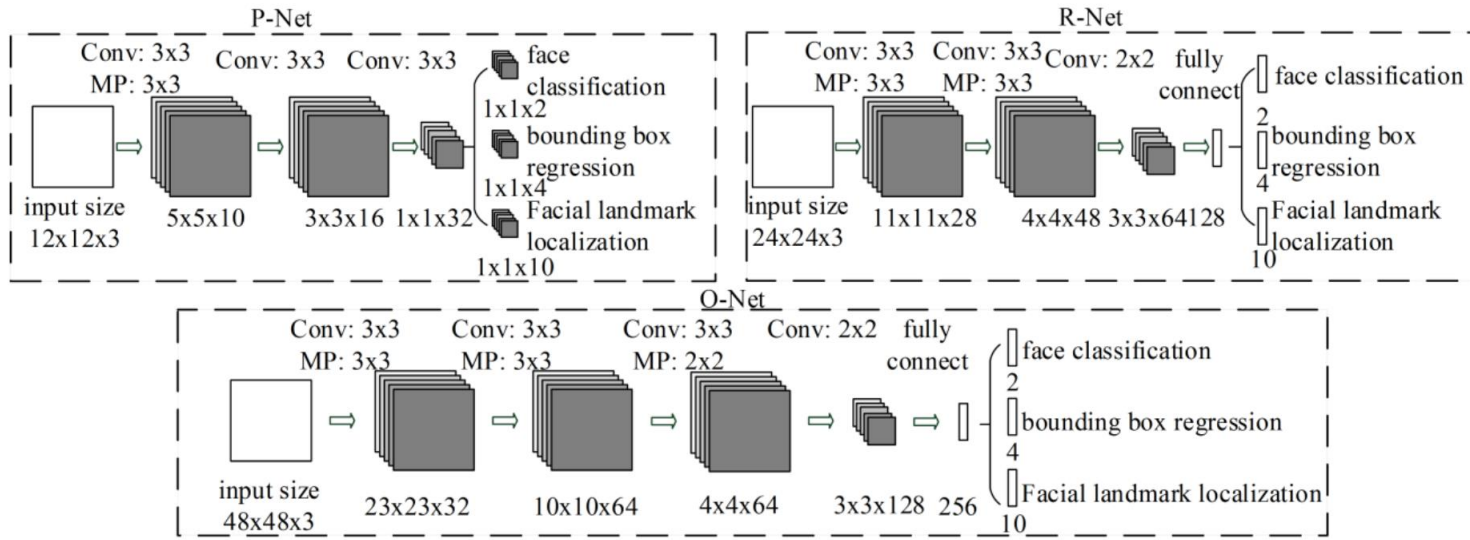 P-Net
Conv: 3x3
MP: 3x3
Conv: 3x3
Conv: 3x3
face
classification
1x1x2
bounding box
regression
1x1x4
Facial landmark
localization
1x1x10
input size
12x12x3
5x5x10
3x3x16
1x1x32
R-Net
Conv: 3x3
MP: 3x3
Conv: 3x3
MP: 3x3
Conv: 2x2
fully
connect
face classification
2
bounding box
regression
4
Facial landmark
localization
10
input size
24x24x3
11x11x28
4x4x48
3x3x64
128
O-Net
Conv: 3x3
MP: 3x3
Conv: 3x3
MP: 3x3
Conv: 3x3
MP: 2x2
Conv: 2x2
fully
connect
face classification
2
bounding box regression
4
Facial landmark localization
10
input size
48x48x3
23x23x32
10x10x64
4x4x64
3x3x128
256